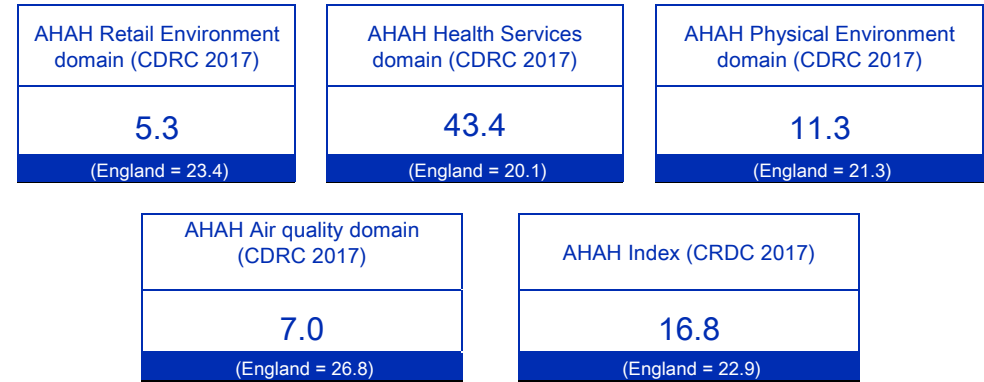 AHAH Retail Environment
domain (CDRC 2017)
5.3
(England = 23.4)
AHAH Health Services
domain (CDRC 2017)
43.4
(England = 20.1)
AHAH Physical Environment
domain (CDRC 2017)
11.3
(England = 21.3)
AHAH Air quality domain
(CDRC 2017)
7.0
(England = 26.8)
AHAH Index (CRDC 2017)
16.8
(England = 22.9)